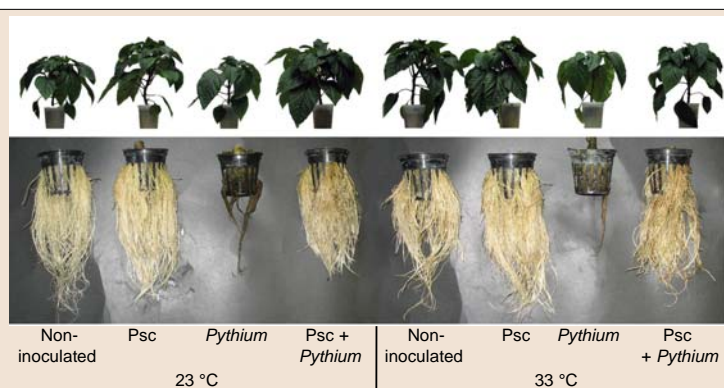 Non-
inoculated
Psc
Pythium
Psc +
Pythium
Non-
inoculated
Psc
Pythium
Psc
+ Pythium
23 °C
33 °C